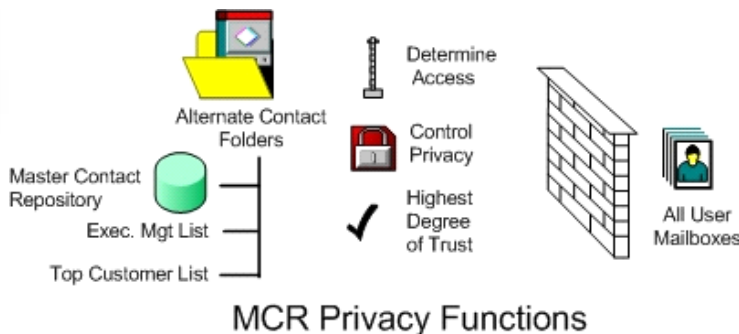 Alternate Contact
Folders
Master Contact
Repository
Exec. Mgt List
Top Customer List
Determine
Access
Control
Privacy
Highest
Degree
of Trust
All User
Mailboxes
MCR Privacy Functions